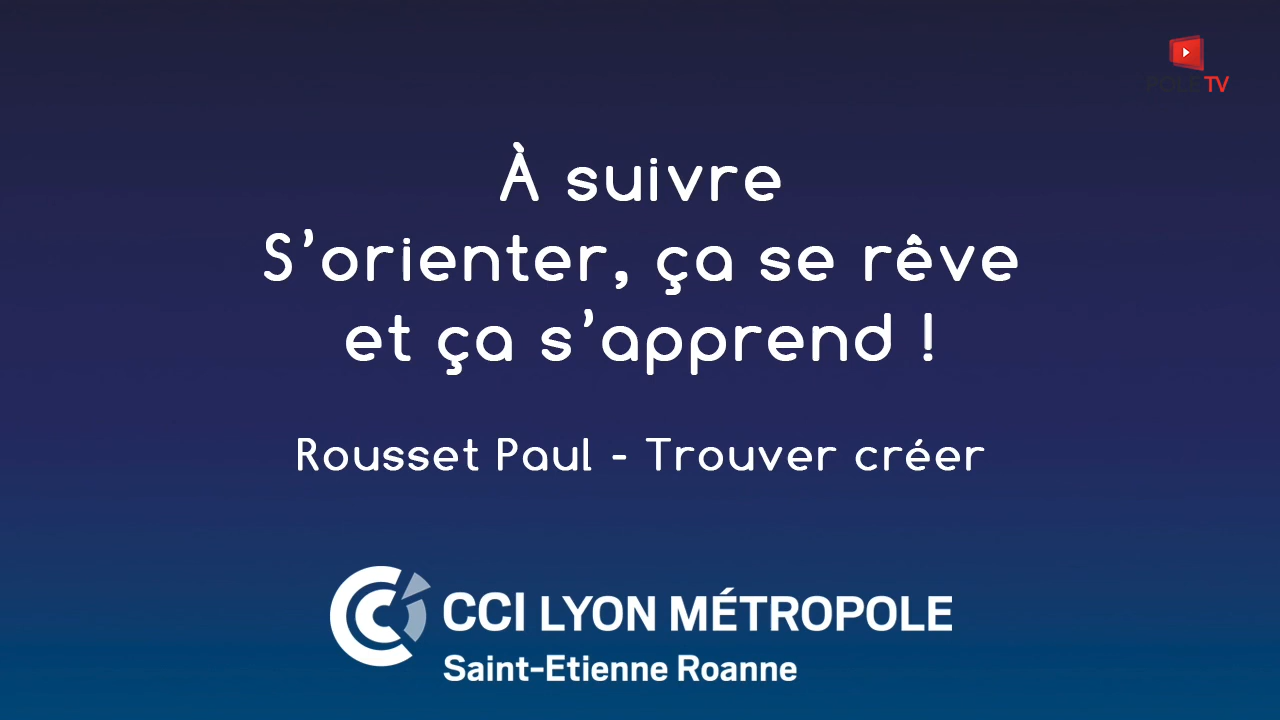 POLE TV
À suivre
S’orienter, ça se rêve
et ça s’apprend !
Rousset Paul - Trouver créer
CCI LYON MÉTROPOLE
Saint-Etienne Roanne